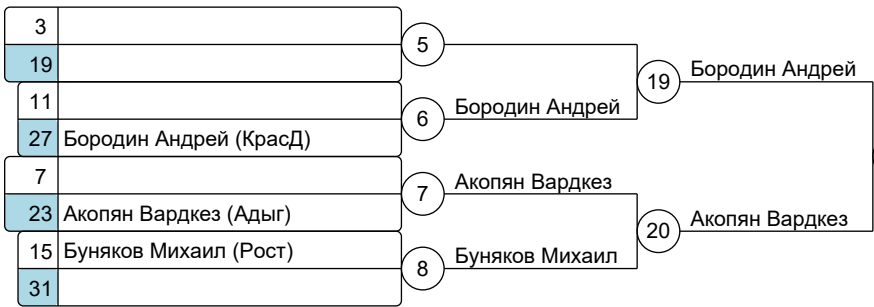 3
5
19
Бородин Андрей
19
11
6
Бородин Андрей
27 Бородин Андрей (КрасД)
7
7
Акопян Вардкез
23 Акопян Вардкез (Адыг)
20
Акопян Вардкез
15 Буняков Михаил (Рост)
8
Буняков Михаил
31